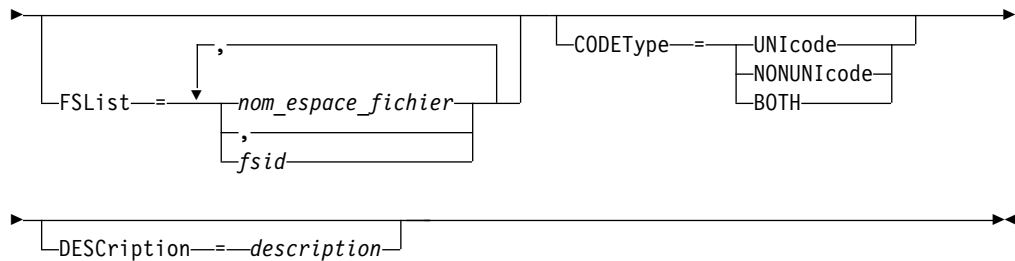 ,
CODEType = UNIcode
NONUNIcode
BOTH
FSList = nom_espace_fichier
,
fsid
DESCription = description